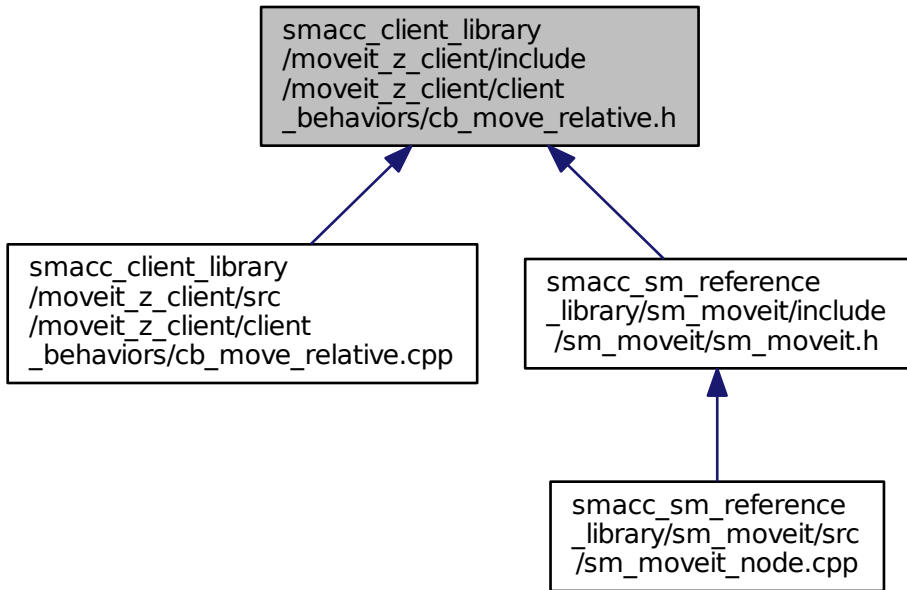 smacc_client_library
/moveit_z_client/include
/moveit_z_client/client
_behaviors/cb_move_relative.h
smacc_client_library
/moveit_z_client/src
/moveit_z_client/client
_behaviors/cb_move_relative.cpp
smacc_sm_reference
_library/sm_moveit/include
/sm_moveit/sm_moveit.h
smacc_sm_reference
_library/sm_moveit/src
/sm_moveit_node.cpp